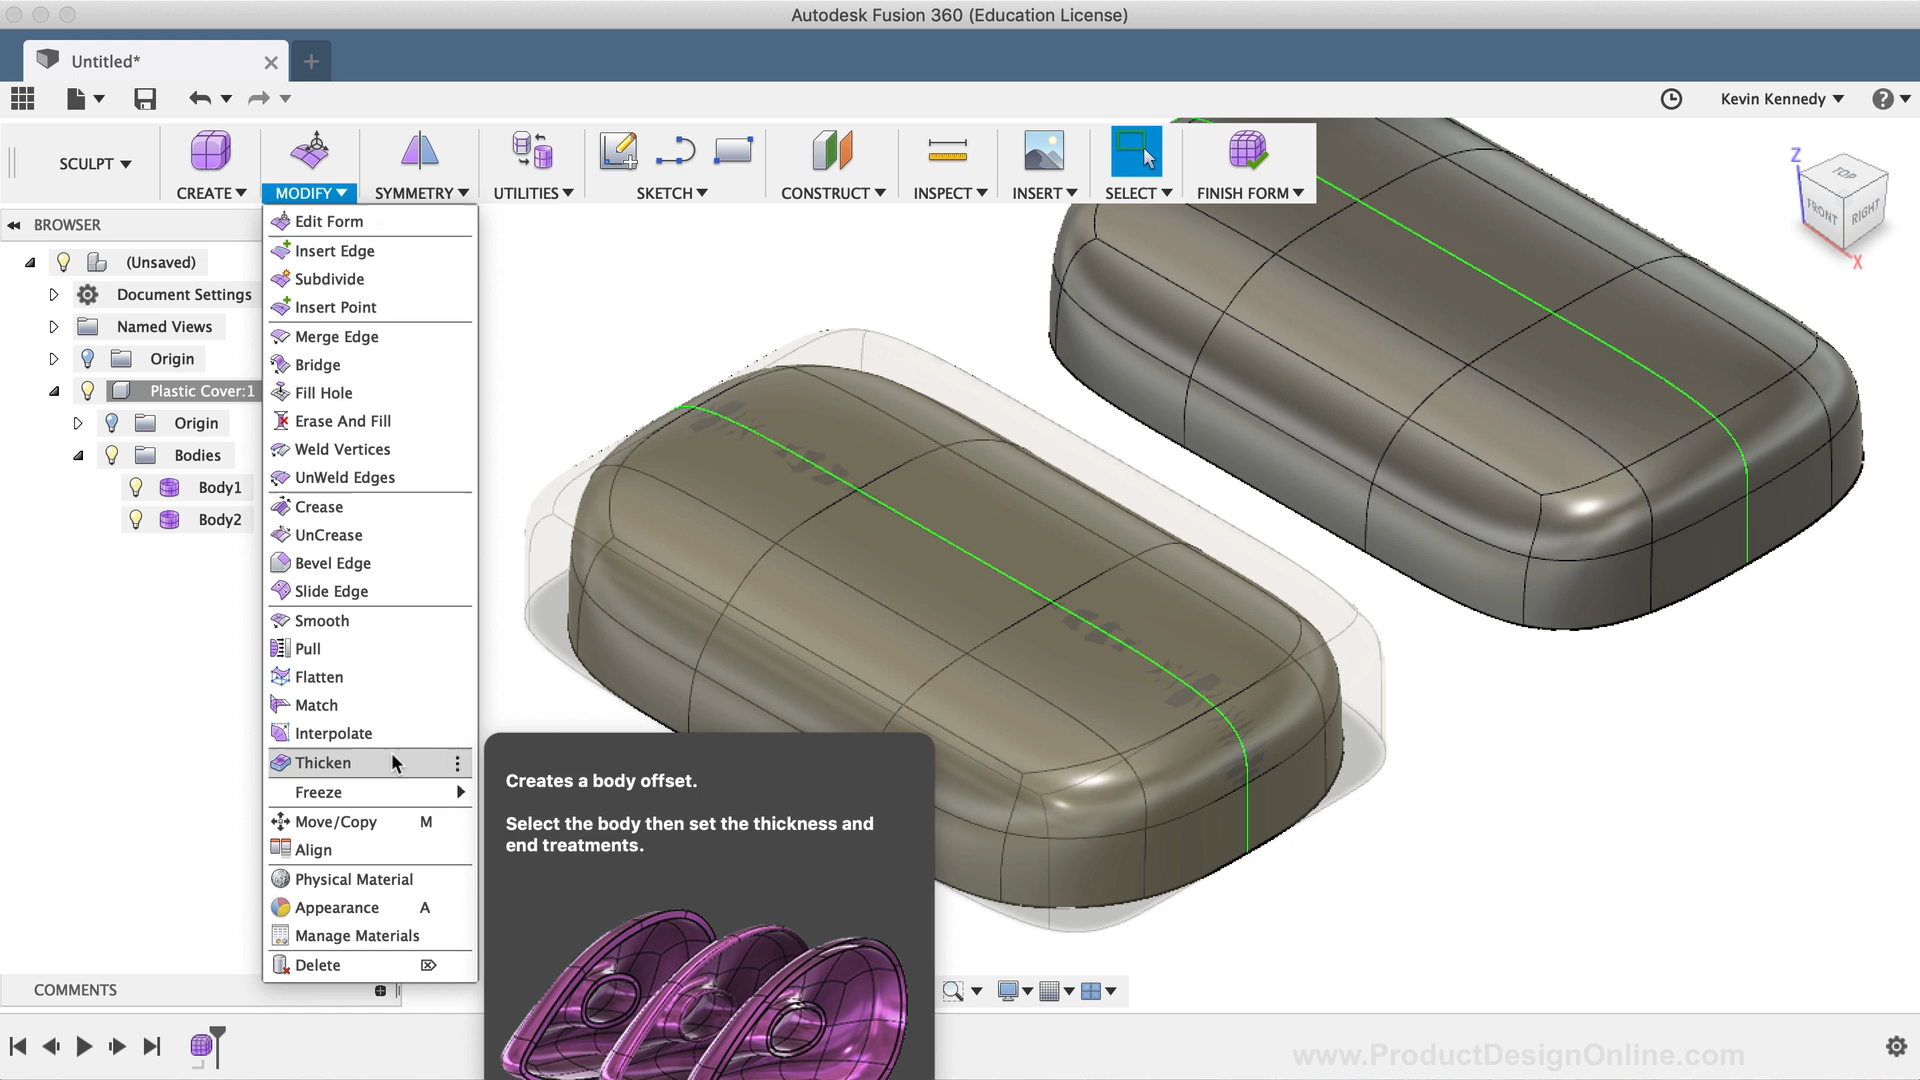 Autodesk Fusion 360 (Education License)
Untitled*
Kevin Kennedy
SCULPT
CREATE
MODIFY
SYMMETRY
UTILITIES
SKETCH
CONSTRUCT
INSPECT
INSERT
SELECT
FINISH FORM
Z
TOP
FRONT
RIGHT
X
BROWSER
(Unsaved)
Document Settings
Named Views
Origin
Plastic Cover:1
Origin
Bodies
Body1
Body2
Edit Form
Insert Edge
Subdivide
Insert Point
Merge Edge
Bridge
Fill Hole
Erase And Fill
Weld Vertices
UnWeld Edges
Crease
UnCrease
Bevel Edge
Slide Edge
Smooth
Pull
Flatten
Match
Interpolate
Thicken
Freeze
Move/Copy M
Align
Physical Material
Appearance A
Manage Materials
Delete
Creates a body offset.
Select the body then set the thickness and
end treatments.
COMMENTS
www.ProductDesignOnline.com